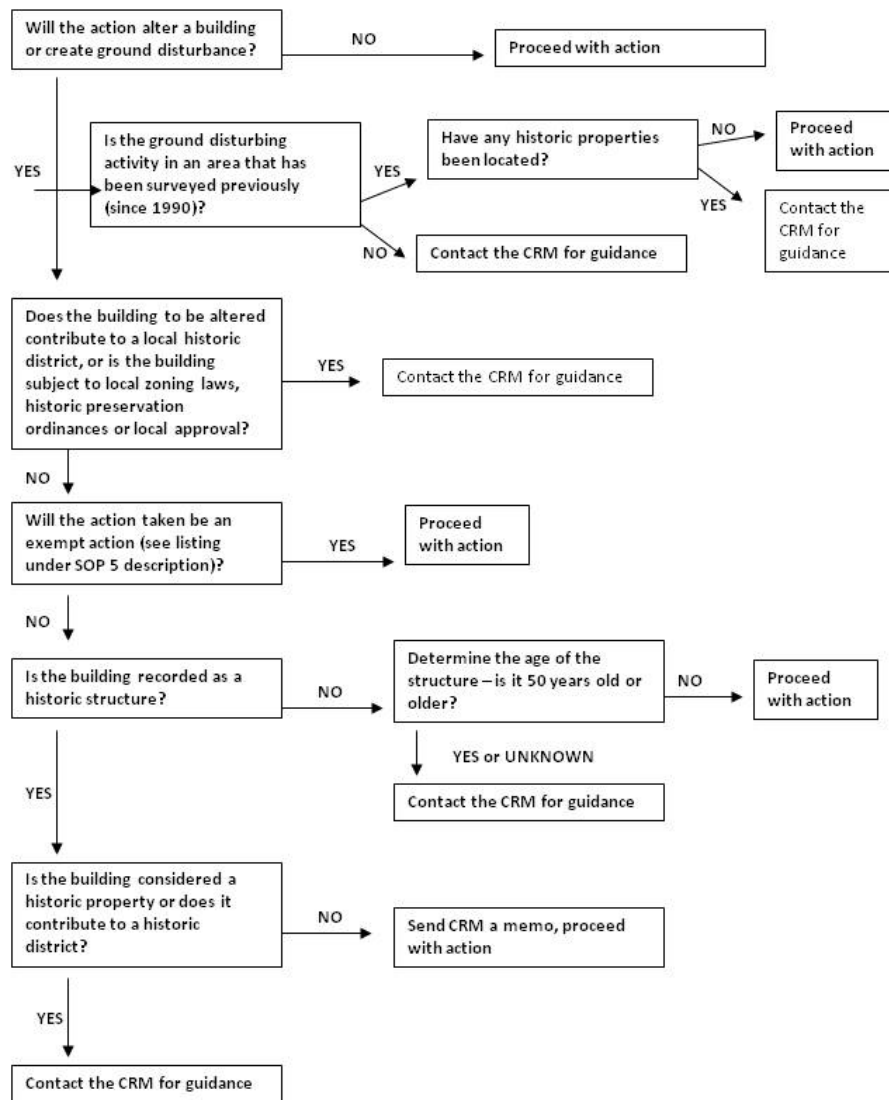 Will the action alter a building
or create ground disturbance?
NO
Proceed with action
YES
Is the ground disturbing
activity in an area that has
been surveyed previously
(since 1990)?
YES
Have any historic properties
been located?
NO
Proceed
with action
YES
Contact the
CRM for
guidance
NO
Contact the CRM for guidance
Does the building to be altered
contribute to a local historic
district, or is the building
subject to local zoning laws,
historic preservation
ordinances or local approval?
YES
Contact the CRM for guidance
NO
Will the action taken be an
exempt action (see listing
under SOP 5 description)?
YES
Proceed
with action
NO
Is the building recorded as a
historic structure?
NO
Determine the age of the
structure – is it 50 years old or
older?
NO
Proceed
with action
YES or UNKNOWN
Contact the CRM for guidance
YES
Is the building considered a
historic property or does it
contribute to a historic
district?
NO
Send CRM a memo, proceed
with action
YES
Contact the CRM for guidance